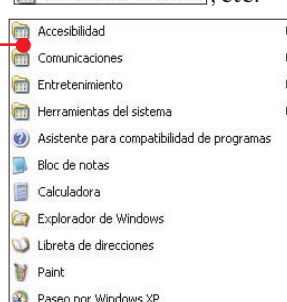 , etc.
Accesibilidad
Comunicaciones
Entretenimiento
Herramientas del sistema
Asistente para compatibilidad de programas
Bloc de notas
Calculadora
Explorador de Windows
Libreta de direcciones
Paint
Paseo por Windows XP